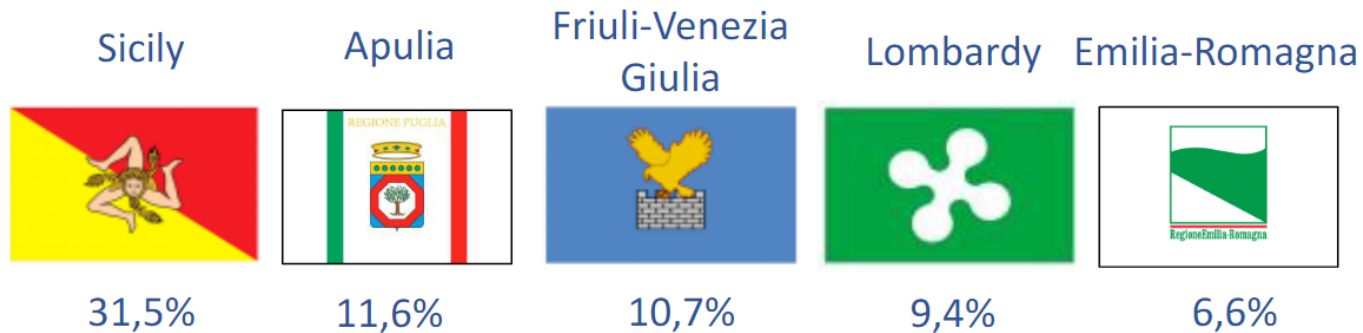 Sicily
Apulia
Friuli-Venezia
Giulia
Lombardy
Emilia-Romagna
REGIONE PUGLIA
RegioneEmilia-Romagna
31,5%
11,6%
10,7%
9,4%
6,6%